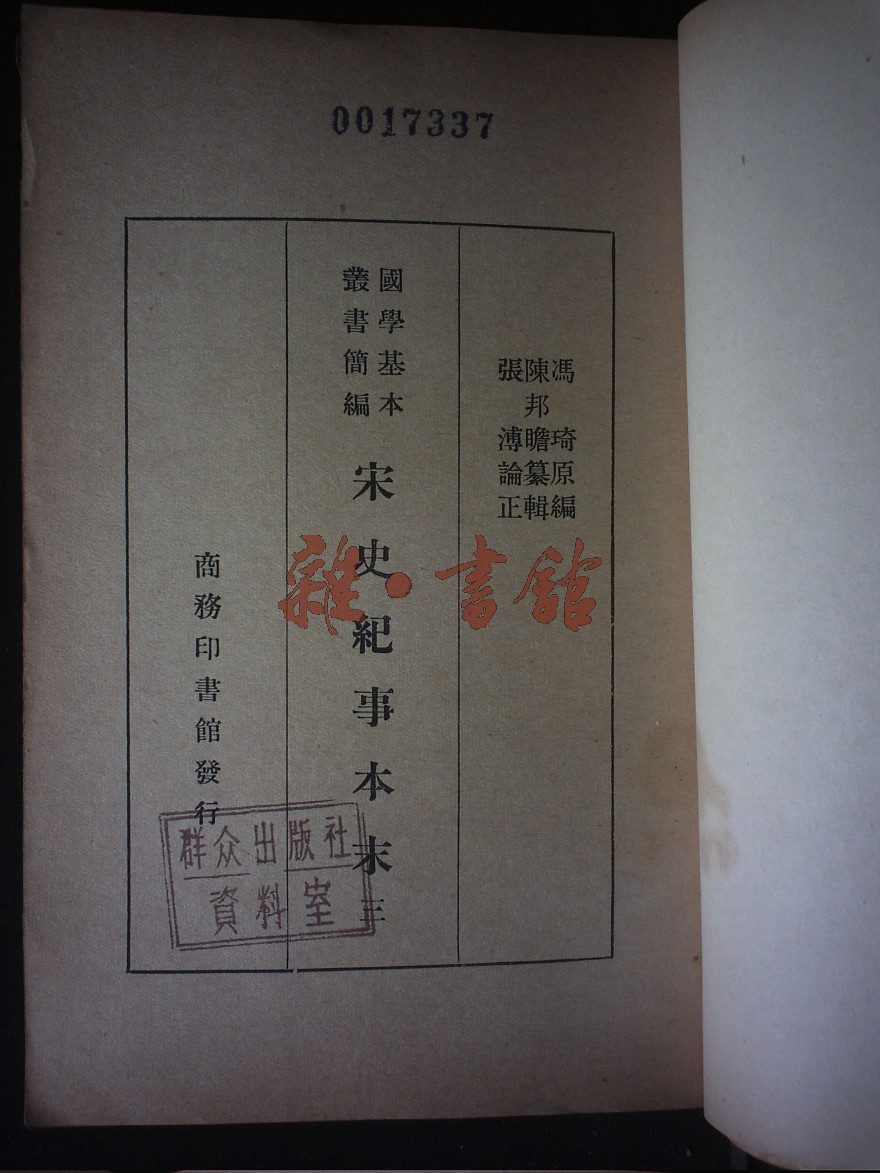 0017337
馮琦原編
陳邦瞻纂輯
張溥論正
國學基本
叢書簡編
宋史紀事本末 三
商務印書館發行
群众出版社
資料室
雜·書館